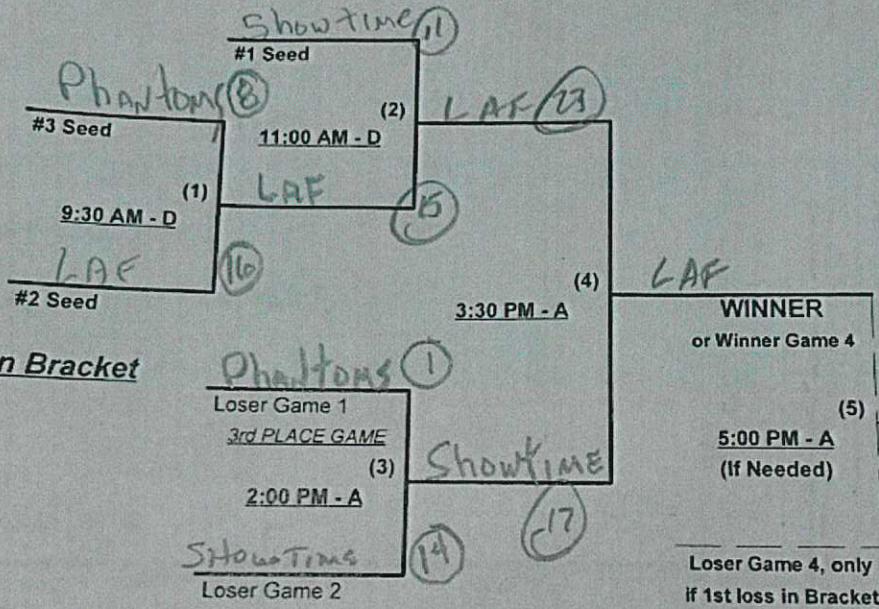 Showtime 11
#1 Seed
Phantoms 8
#3 Seed
(2)
11:00 AM - D
LAF 23
(1)
9:30 AM - D
LAF
15
LAF 16
#2 Seed
(4)
3:30 PM - A
LAF
WINNER
or Winner Game 4
(5)
5:00 PM - A
(If Needed)
n Bracket
Phantoms 1
Loser Game 1
3rd PLACE GAME
(3)
2:00 PM - A
Showtime
17
ShowTime 14
Loser Game 2
Loser Game 4, only
if 1st loss in Bracket